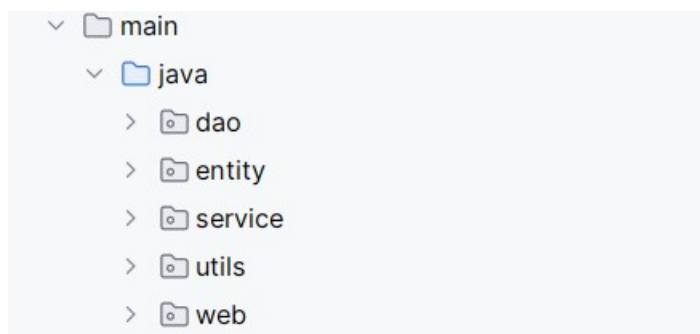 main
java
dao
entity
service
utils
web